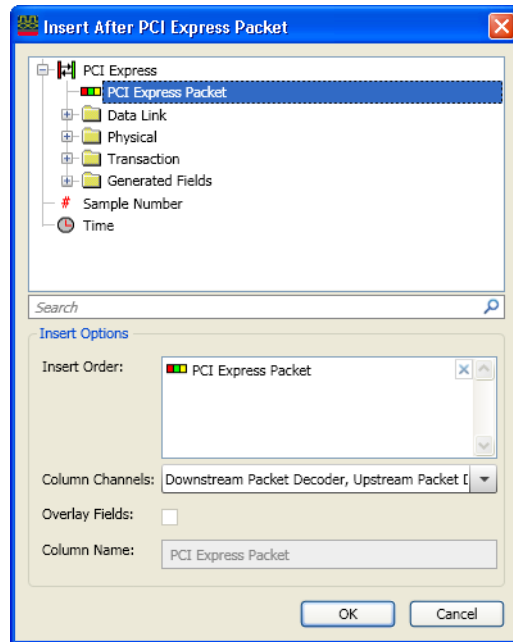 Insert After PCI Express Packet
PCI Express
PCI Express Packet
Data Link
Physical
Transaction
Generated Fields
# Sample Number
Time
Search
Insert Options
Insert Order:
PCI Express Packet
Column Channels: Downstream Packet Decoder, Upstream Packet D
Overlay Fields:
Column Name: PCI Express Packet
OK Cancel